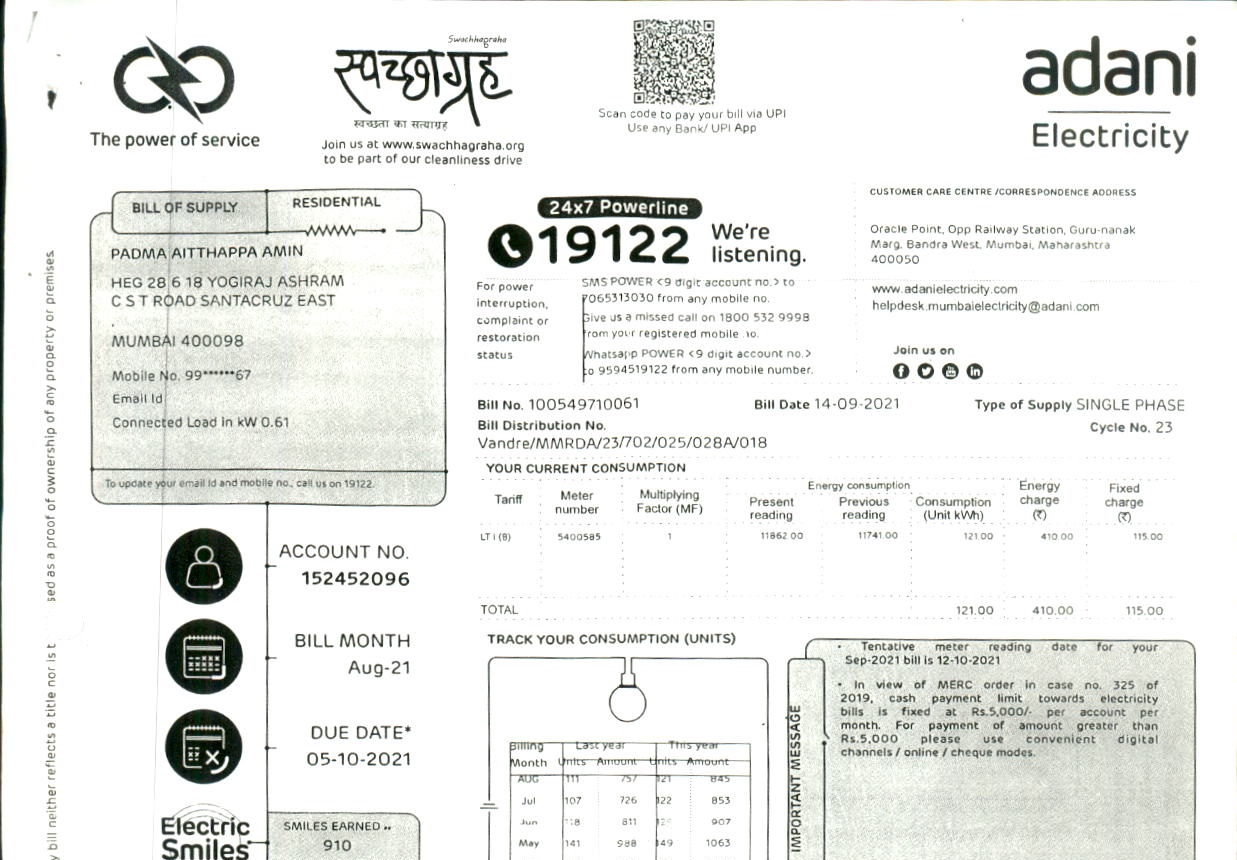 The power of service
Swachhagraha
स्वच्छाग्रह
स्वच्छता का सत्याग्रह
Join us at www.swachhagraha.org
to be part of our cleanliness drive
Scan code to pay your bill via UPI
Use any Bank/ UPI App
adani
Electricity
BILL OF SUPPLY
RESIDENTIAL
PADMA AITTHAPPA AMIN
HEG 28 6 18 YOGIRAJ ASHRAM
C S T ROAD SANTACRUZ EAST
MUMBAI 400098
Mobile No. 99******67
Email Id
Connected Load in kW 0.61
To update your email Id and mobile no., call us on 19122.
24x7 Powerline
19122 We're
listening.
For power
interruption,
complaint or
restoration
status
SMS POWER <9 digit account no.> to
7065313030 from any mobile no.
Give us a missed call on 1800 532 9998
from your registered mobile no.
Whatsapp POWER <9 digit account no.>
to 9594519122 from any mobile number.
CUSTOMER CARE CENTRE /CORRESPONDENCE ADDRESS
Oracle Point, Opp Railway Station, Guru-nanak
Marg, Bandra West, Mumbai, Maharashtra
400050
www.adanielectricity.com
helpdesk.mumbaielectricity@adani.com
Join us on
Bill No. 100549710061 Bill Date 14-09-2021 Type of Supply SINGLE PHASE
Bill Distribution No. Cycle No. 23
Vandre/MMRDA/23/702/025/028A/018
YOUR CURRENT CONSUMPTION
Tariff Meter number Multiplying Factor (MF) Energy consumption Present reading Previous reading Consumption (Unit kWh) Energy charge (₹) Fixed charge (₹)
LT I (B) 5400585 1 11862.00 11741.00 121.00 410.00 115.00
TOTAL 121.00 410.00 115.00
ACCOUNT NO.
152452096
BILL MONTH
Aug-21
DUE DATE*
05-10-2021
Electric
Smiles
SMILES EARNED
910
TRACK YOUR CONSUMPTION (UNITS)
Billing Last year This year
Month Units Amount Units Amount
AUG 111 757 121 845
Jul 107 726 122 853
Jun 811 907
May 141 988 149 1063
IMPORTANT MESSAGE
• Tentative meter reading date for your
Sep-2021 bill is 12-10-2021
• In view of MERC order in case no. 325 of
2019, cash payment limit towards electricity
bills is fixed at Rs.5,000/- per account per
month. For payment of amount greater than
Rs.5,000 please use convenient digital
channels / online / cheque modes.
y bill neither reflects a title nor is t
sed as a proof of ownership of any property or premises